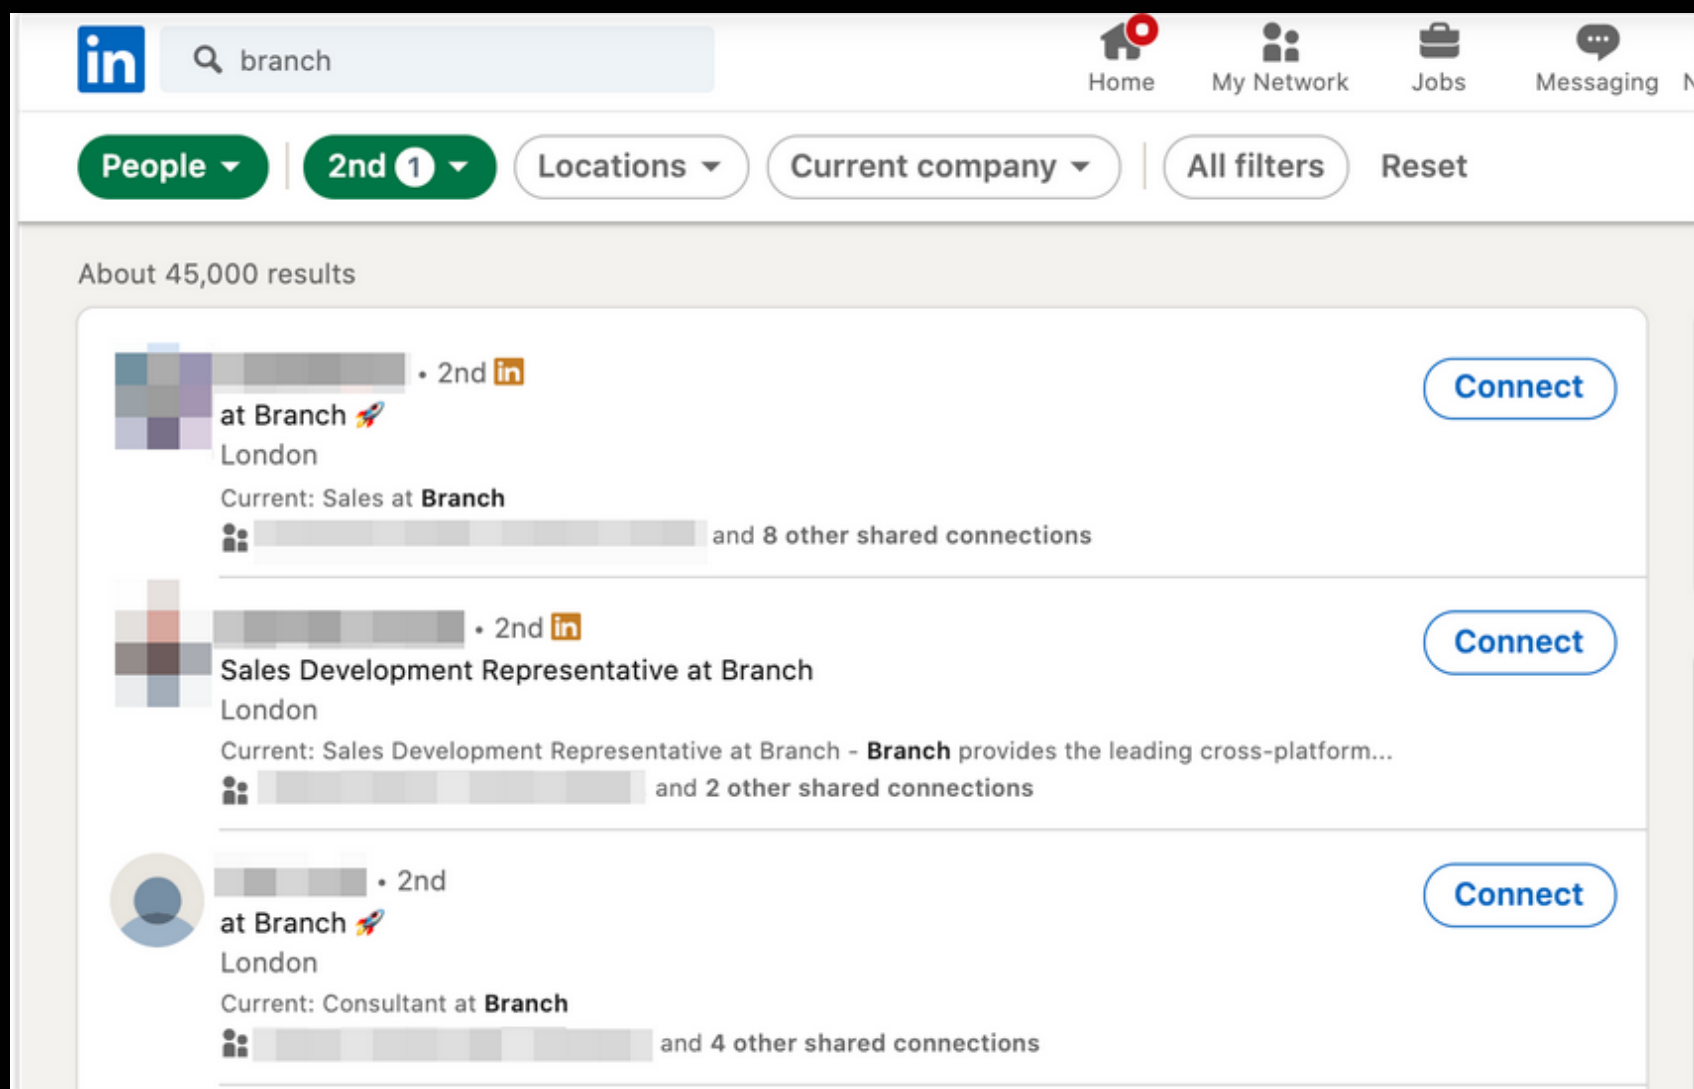 in branch Home My Network Jobs Messaging
People 2nd 1 Locations Current company All filters Reset
About 45,000 results
• 2nd in
Connect
at Branch 🚀
London
Current: Sales at Branch
and 8 other shared connections
• 2nd in
Connect
Sales Development Representative at Branch
London
Current: Sales Development Representative at Branch - Branch provides the leading cross-platform...
and 2 other shared connections
• 2nd
Connect
at Branch 🚀
London
Current: Consultant at Branch
and 4 other shared connections